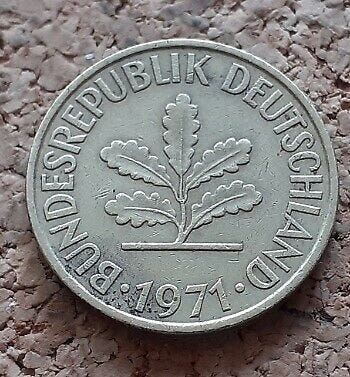 BUNDESREPUBLIK DEUTSCHLAND
· 1971 ·